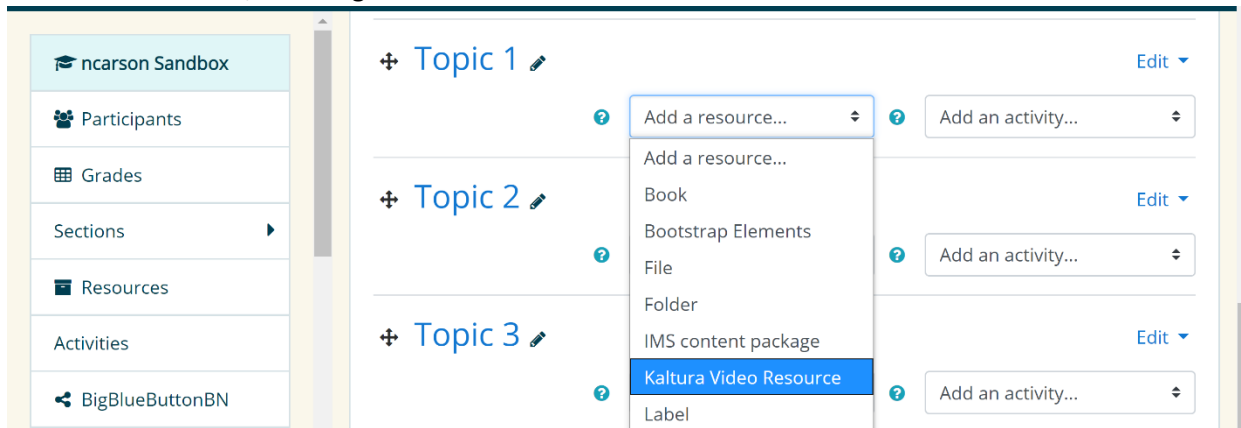 ncarson Sandbox
Participants
Grades
Sections
Resources
Activities
BigBlueButtonBN
Topic 1
Edit
Add a resource...
Add an activity...
Add a resource...
Book
Bootstrap Elements
File
Folder
IMS content package
Kaltura Video Resource
Label
Topic 2
Edit
Add an activity...
Topic 3
Edit
Add an activity...